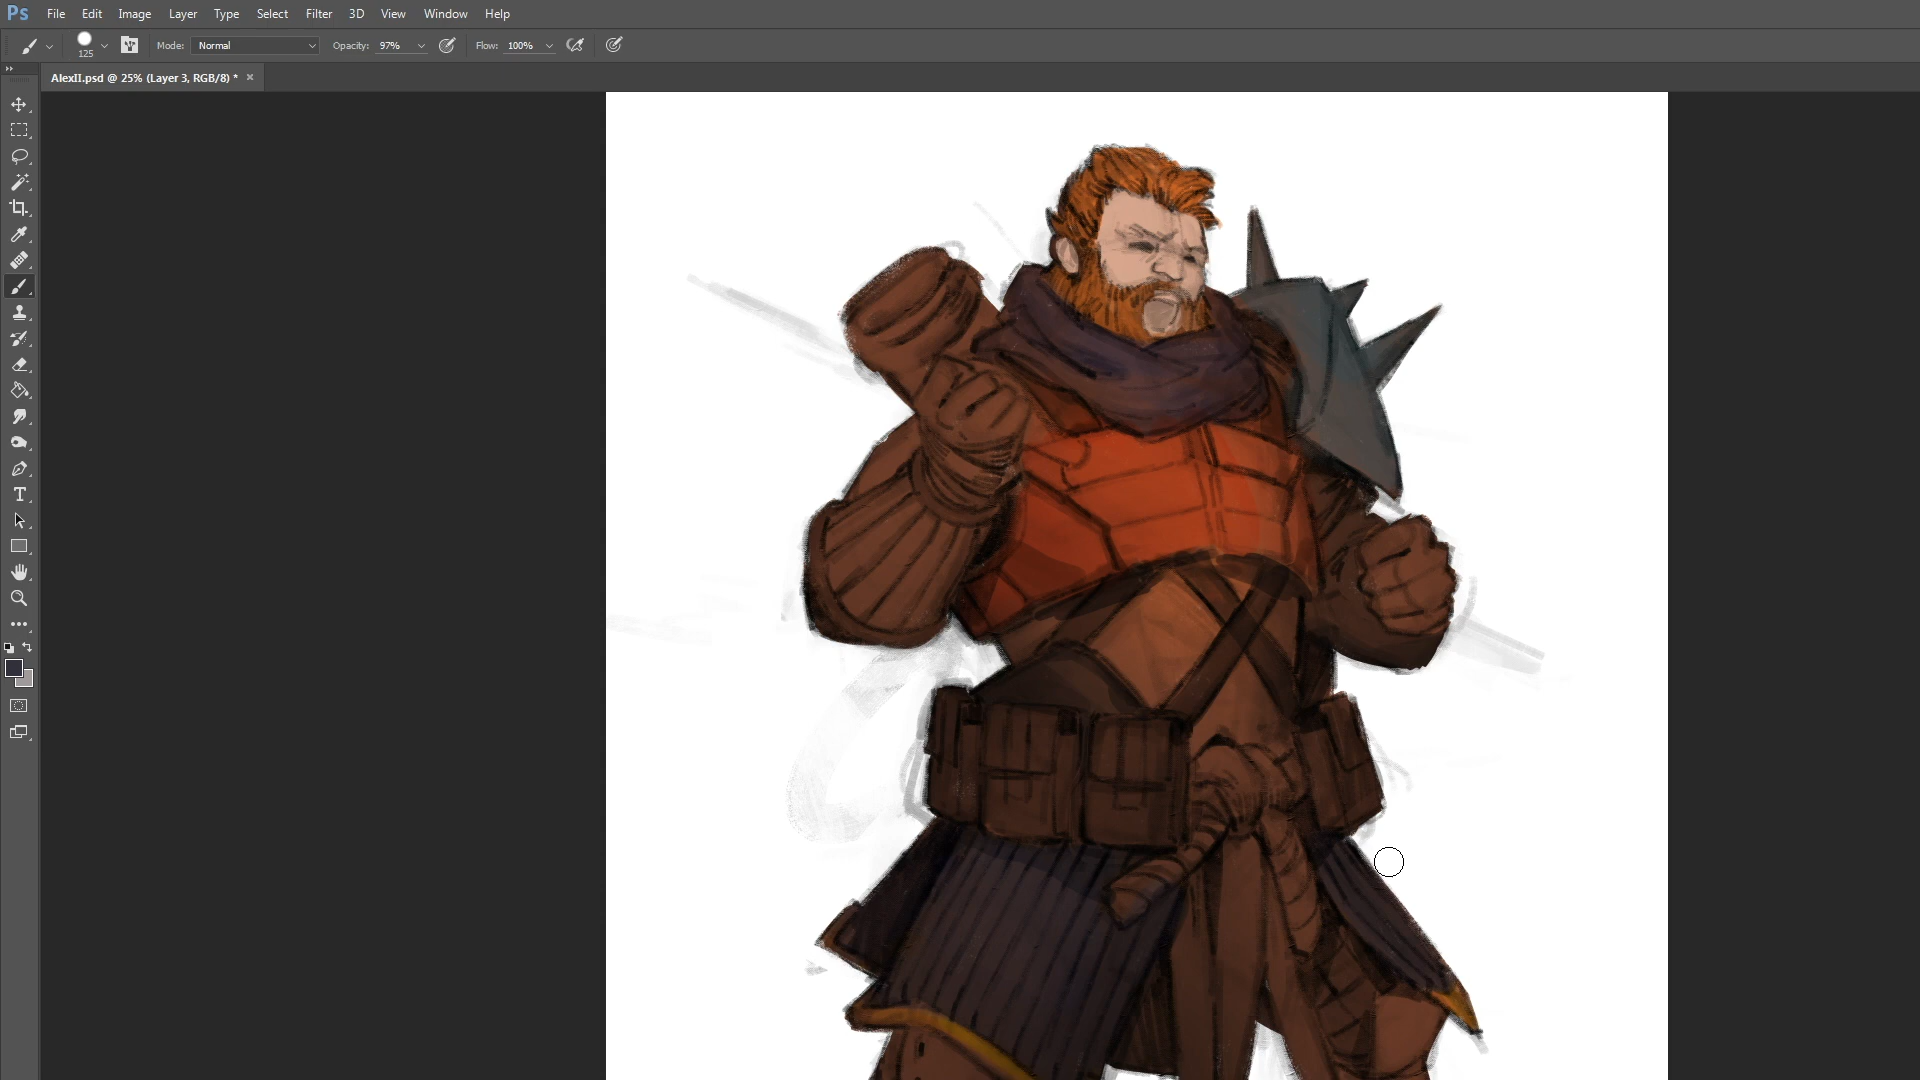 Ps File Edit Image Layer Type Select Filter 3D View Window Help
125 Mode: Normal Opacity: 97% Flow: 100%
AlexII.psd @ 25% (Layer 3, RGB/8) * ×
T